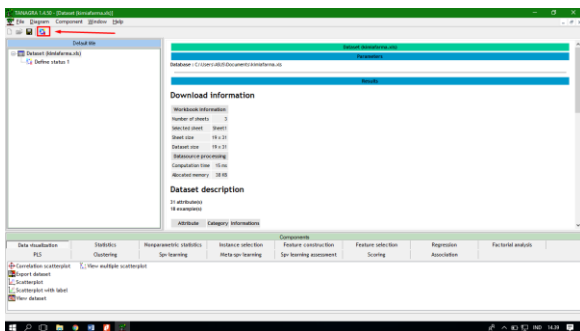 TANAGRA 1.4.50 - [Dataset (kimiafarma.xls)]
File Diagram Component Window Help
Default title
Dataset (kimiafarma.xls)
Define status 1
Dataset (kimiafarma.xls)
Parameters
Database : C:\Users\ASUS\Documents\kimiafarma.xls
Results
Download information
Workbook information
Number of sheets 3
Selected sheet Sheet1
Sheet size 19 x 31
Dataset size 19 x 31
Datasource processing
Computation time 15 ms
Allocated memory 38 KB
Dataset description
31 attribute(s)
18 example(s)
Attribute Category Informations
Components
Data visualization Statistics Nonparametric statistics Instance selection Feature construction Feature selection Regression Factorial analysis
PLS Clustering Spv learning Meta-spv learning Spv learning assessment Scoring Association
Correlation scatterplot View multiple scatterplot
Export dataset
Scatterplot
Scatterplot with label
View dataset
IND 14.39